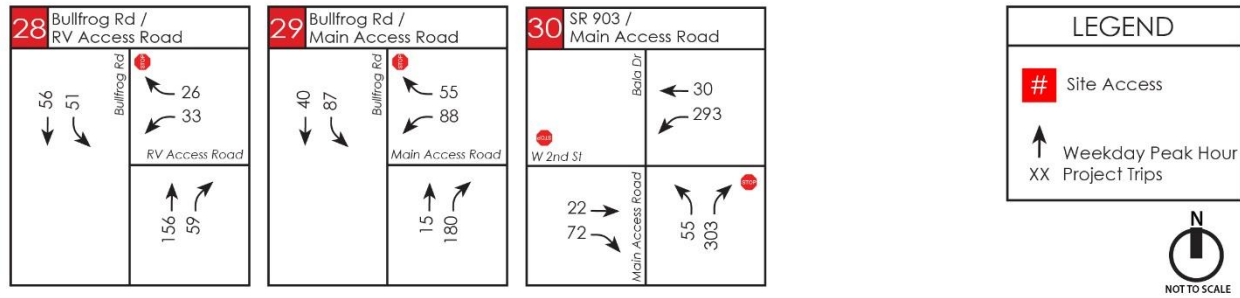 28 Bullfrog Rd /
RV Access Road
56
51
Bullfrog Rd
STOP
26
33
RV Access Road
156
59
29 Bullfrog Rd /
Main Access Road
40
87
Bullfrog Rd
STOP
55
88
Main Access Road
15
180
30 SR 903 /
Main Access Road
Bala Dr
30
293
STOP
W 2nd St
22
72
Main Access Road
55
303
STOP
LEGEND
# Site Access
Weekday Peak Hour
XX Project Trips
N
NOT TO SCALE